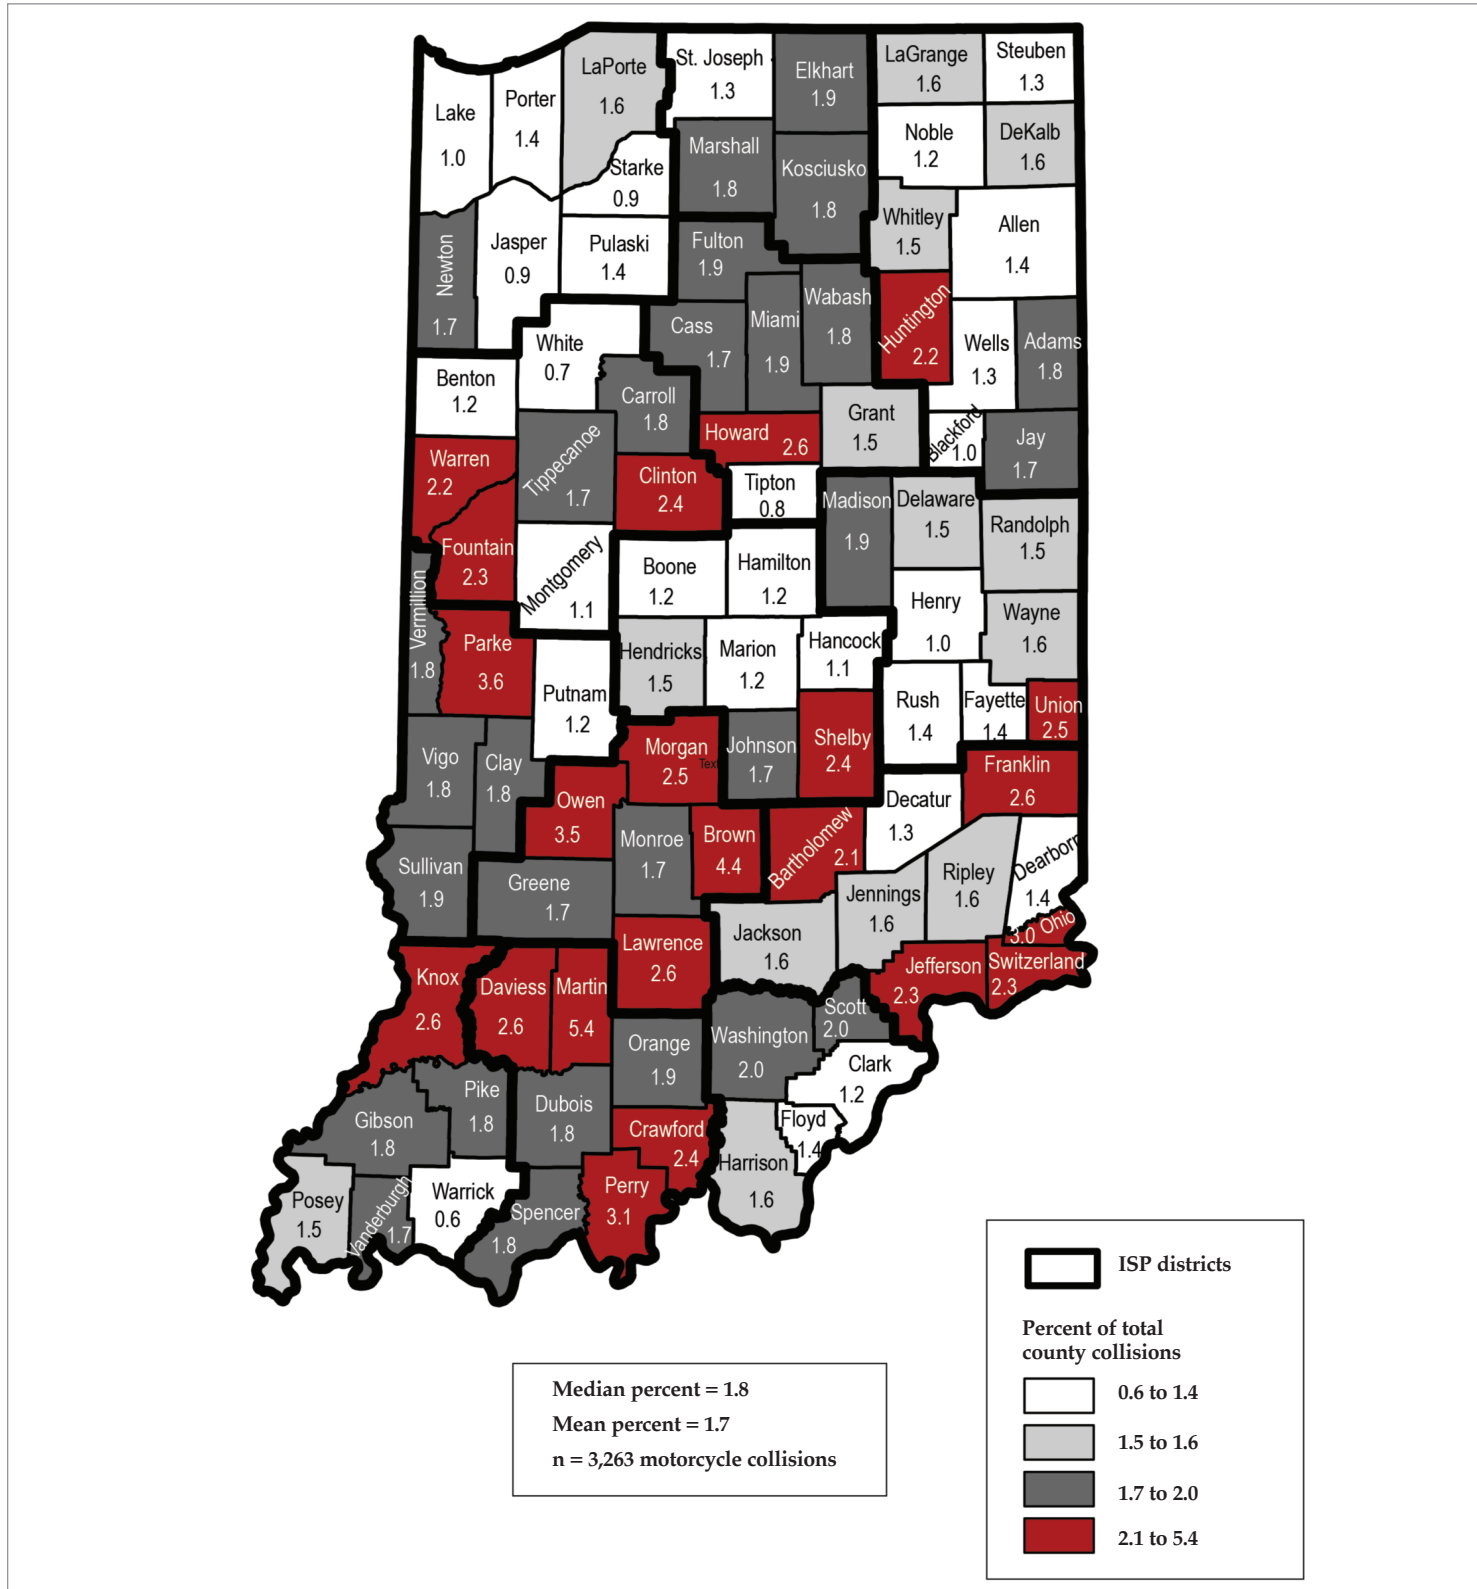 LaPorte
1.6
St. Joseph
1.3
Elkhart
1.9
LaGrange
1.6
Steuben
1.3
Lake
1.0
Porter
1.4
Noble
1.2
DeKalb
1.6
Marshall
1.8
Kosciusko
1.8
Starke
0.9
Whitley
1.5
Allen
1.4
Newton
1.7
Jasper
0.9
Pulaski
1.4
Fulton
1.9
Wabash
1.8
Huntington
2.2
White
0.7
Cass
1.7
Miami
1.9
Wells
1.3
Adams
1.8
Benton
1.2
Carroll
1.8
Grant
1.5
Blackford
1.0
Jay
1.7
Howard
2.6
Warren
2.2
Tippecanoe
1.7
Clinton
2.4
Tipton
0.8
Madison
1.9
Delaware
1.5
Randolph
1.5
Fountain
2.3
Montgomery
1.1
Boone
1.2
Hamilton
1.2
Henry
1.0
Wayne
1.6
Vermillion
1.8
Parke
3.6
Putnam
1.2
Hendricks
1.5
Marion
1.2
Hancock
1.1
Rush
1.4
Fayette
1.4
Union
2.5
Vigo
1.8
Clay
1.8
Morgan
2.5
Text
Johnson
1.7
Shelby
2.4
Franklin
2.6
Owen
3.5
Decatur
1.3
Monroe
1.7
Brown
4.4
Bartholomew
2.1
Dearborn
1.4
Sullivan
1.9
Greene
1.7
Jennings
1.6
Ripley
1.6
Ohio
3.0
Jackson
1.6
Lawrence
2.6
Jefferson
2.3
Switzerland
2.3
Knox
2.6
Daviess
2.6
Martin
5.4
Scott
2.0
Washington
2.0
Orange
1.9
Clark
1.2
Pike
1.8
Gibson
1.8
Dubois
1.8
Crawford
2.4
Floyd
1.4
Harrison
1.6
Posey
1.5
Vanderburgh
1.7
Warrick
0.6
Spencer
1.8
Perry
3.1
ISP districts
Percent of total
county collisions
0.6 to 1.4
1.5 to 1.6
1.7 to 2.0
2.1 to 5.4
Median percent = 1.8
Mean percent = 1.7
n = 3,263 motorcycle collisions